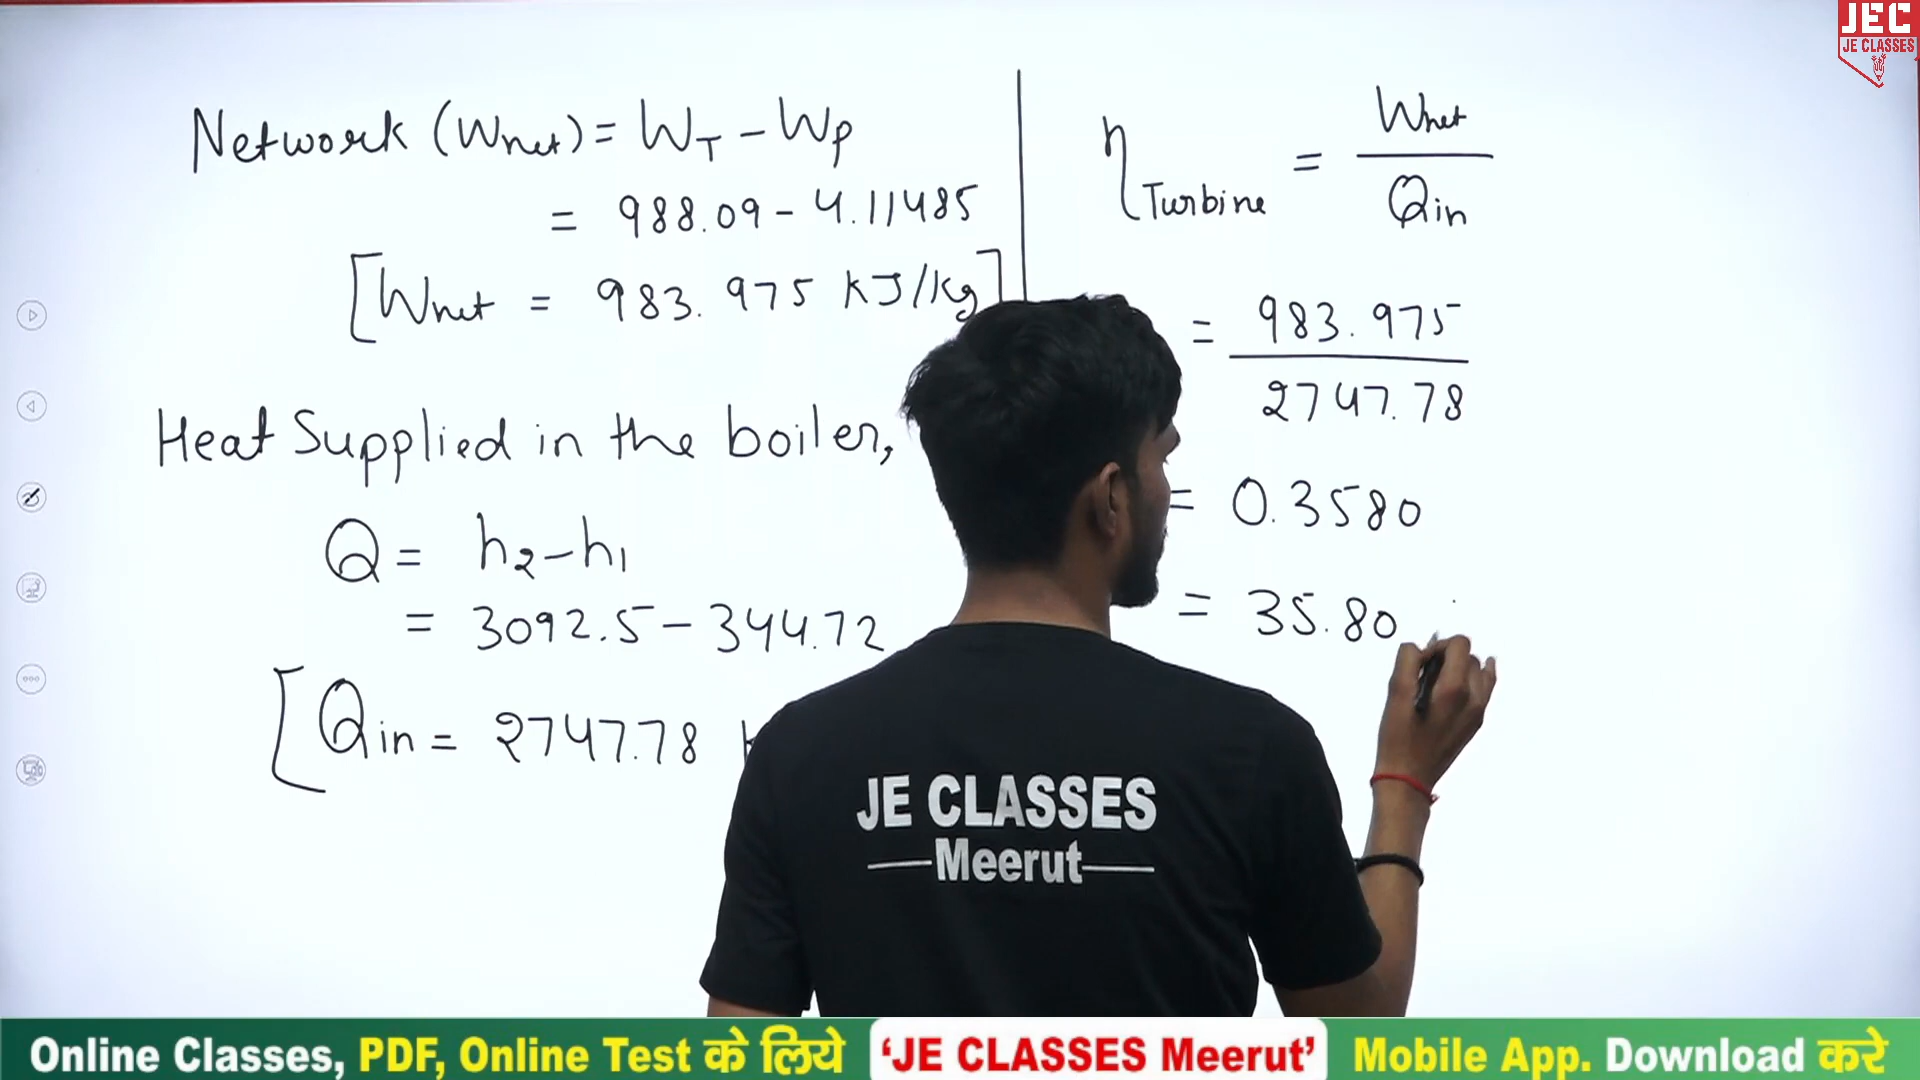 JEC
JE CLASSES
Network (Wnet) = WT - WP
= 988.09 - 4.11485
[Wnet = 983.975 KJ/kg]
Heat Supplied in the boiler,
Q = h2 - h1
= 3092.5 - 344.72
[Qin = 2747.78
η Turbine = Wnet / Qin
= 983.975 / 2747.78
= 0.3580
= 35.80
JE CLASSES
Meerut
Online Classes, PDF, Online Test के लिये 'JE CLASSES Meerut' Mobile App. Download करे